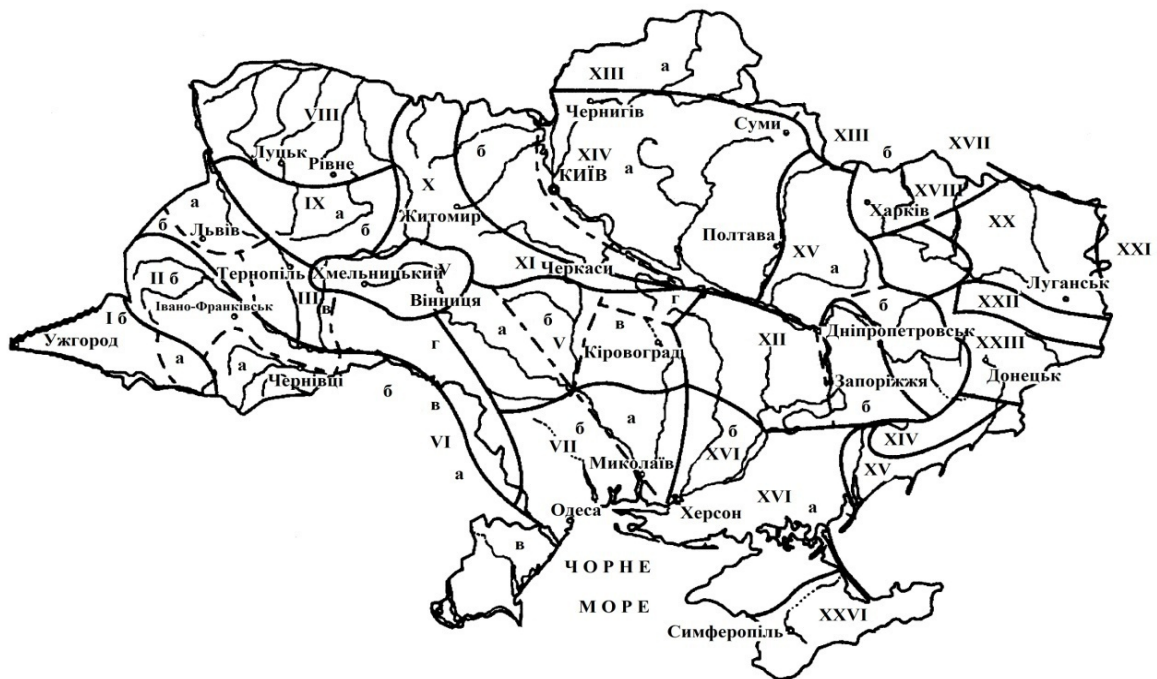 XIII
а
Чернигів
Суми
VIII
XIII
б
XVII
Луцьк
Рівне
б
XIV
а
КИЇВ
X
XVIII
IX
а
Житомир
Харків
XX
а
б
Львів
б
Полтава
XV
XXI
II б
Тернопіль
Хмельницький
V
XI
Черкаси
а
Луганськ
Вінниця
III
в
г
б
XXII
Івано-Франківськ
I б
г
а
б
V
в
Кіровоград
XII
Дніпропетровськ
XXIII
Ужгород
а
а
Чернівці
б
Запоріжжя
Донецьк
в
VI
б
VII
а
б
XVI
б
XIV
Миколаїв
XV
а
XVI
а
Одеса
Херсон
в
ЧОРНЕ
МОРЕ
XXVI
Симферопіль